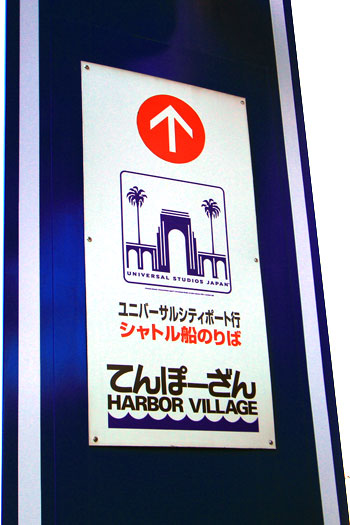 UNIVERSAL STUDIOS JAPAN
ユニバーサルシティポート行
シャトル船のりば
てんぽーざん
HARBOR VILLAGE